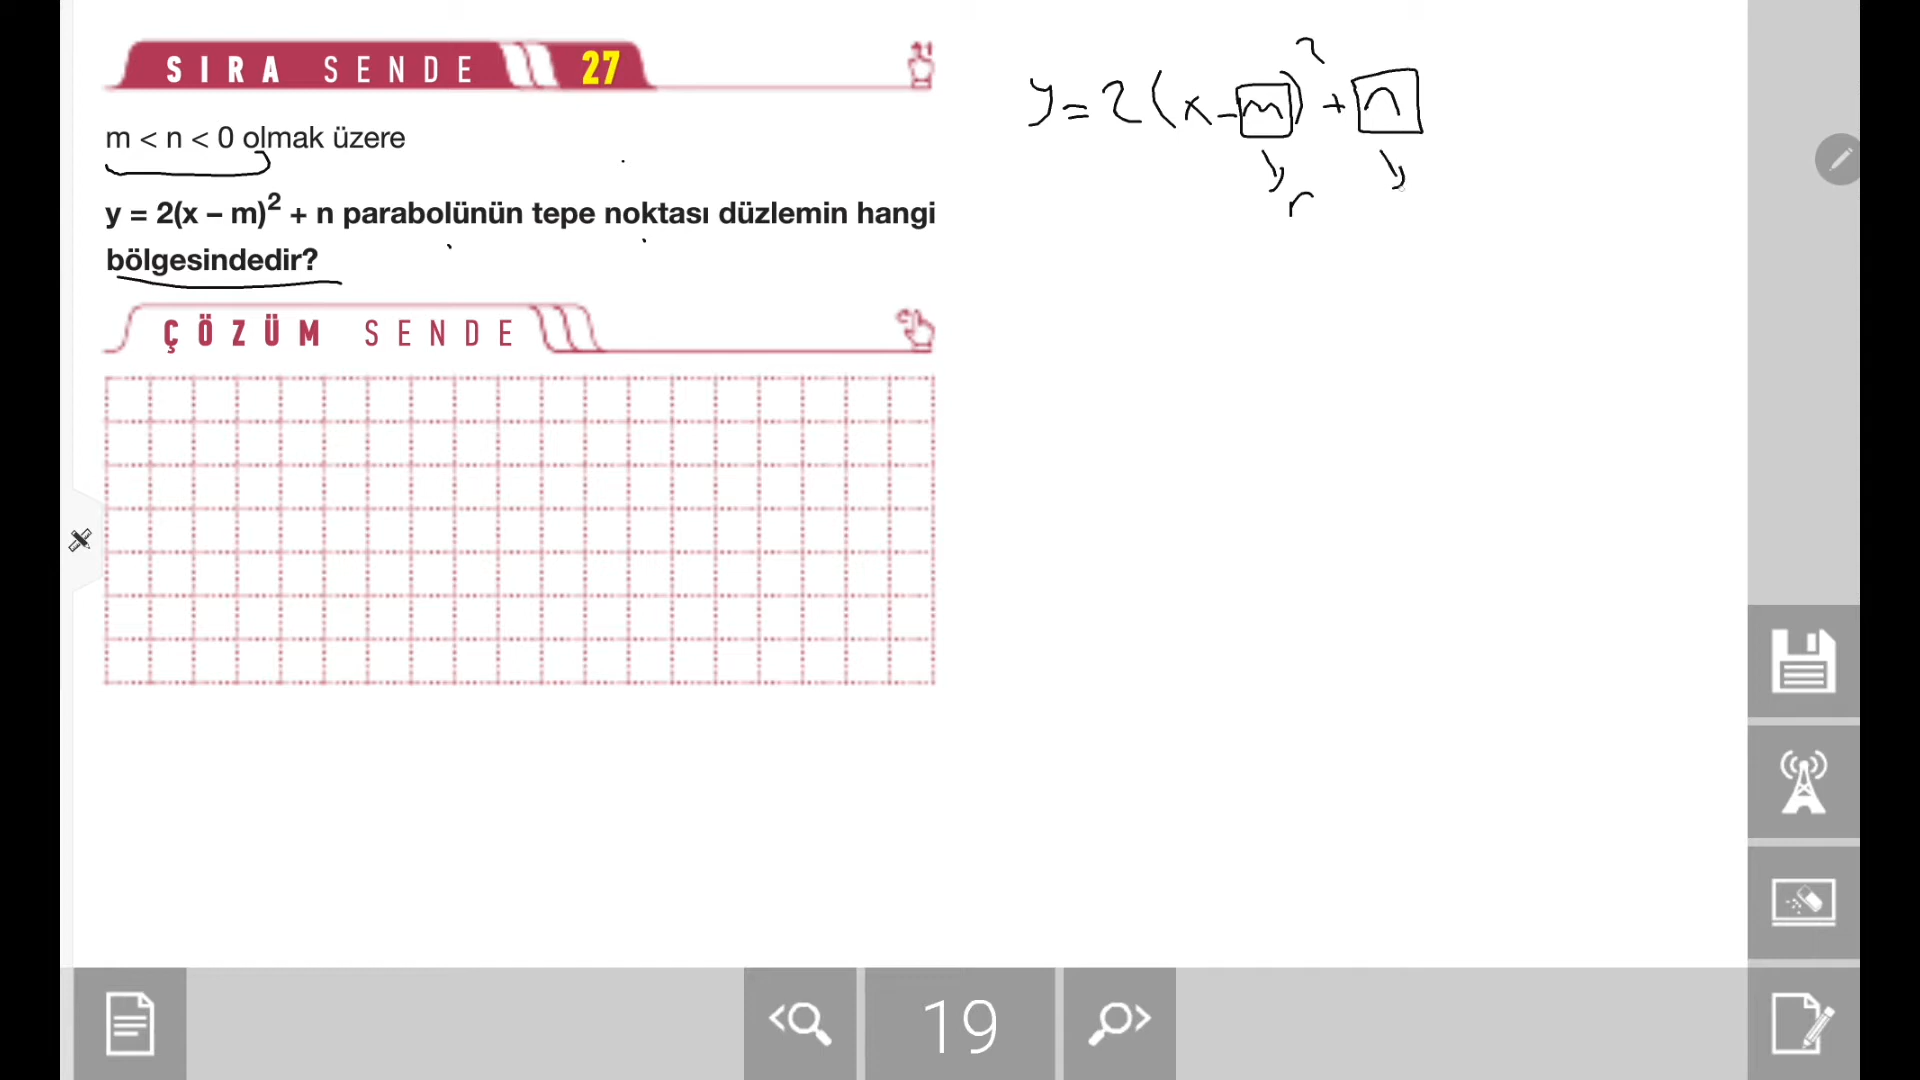 SIRA SENDE 27
m < n < 0 olmak üzere
y = 2(x – m)² + n parabolünün tepe noktası düzlemin hangi
bölgesindedir?
ÇÖZÜM SENDE
y = 2(x - m)² + n
r
19